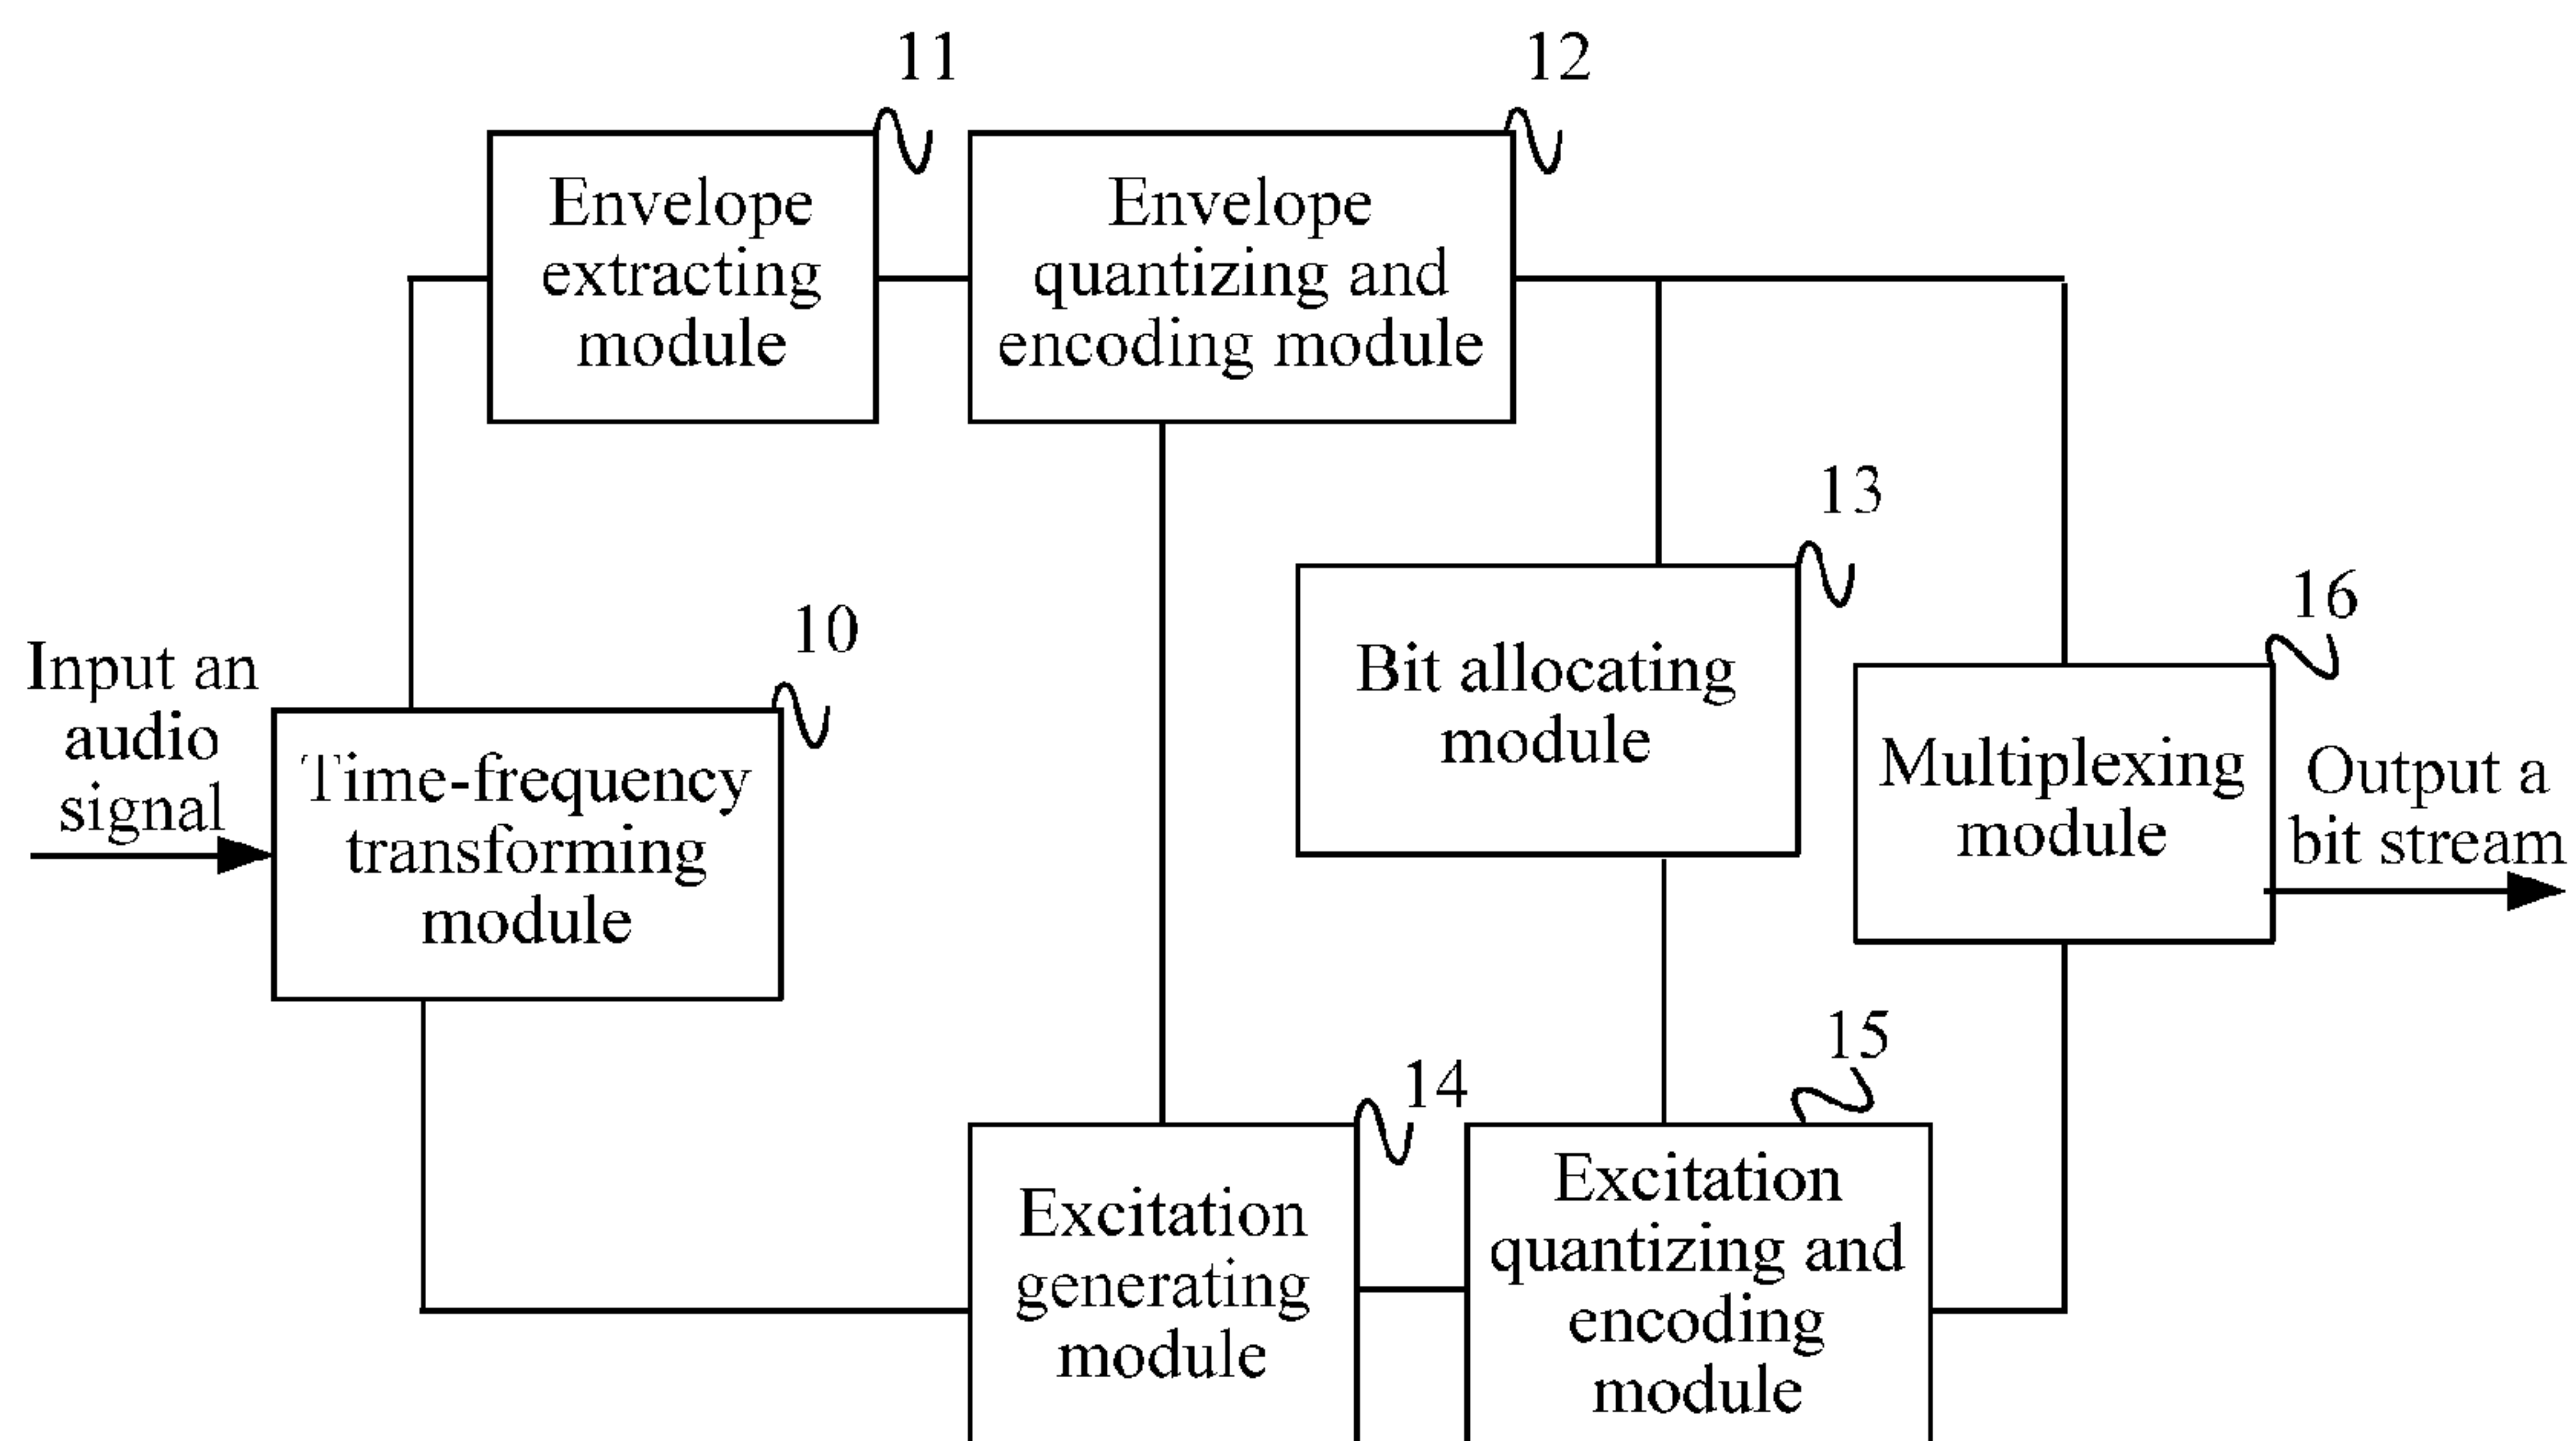 11
Envelope
extracting
module
12
Envelope
quantizing and
encoding module
13
Bit allocating
module
16
Multiplexing
module
Output a
bit stream
10
Input an
audio
signal
Time-frequency
transforming
module
14
Excitation
generating
module
15
Excitation
quantizing and
encoding
module